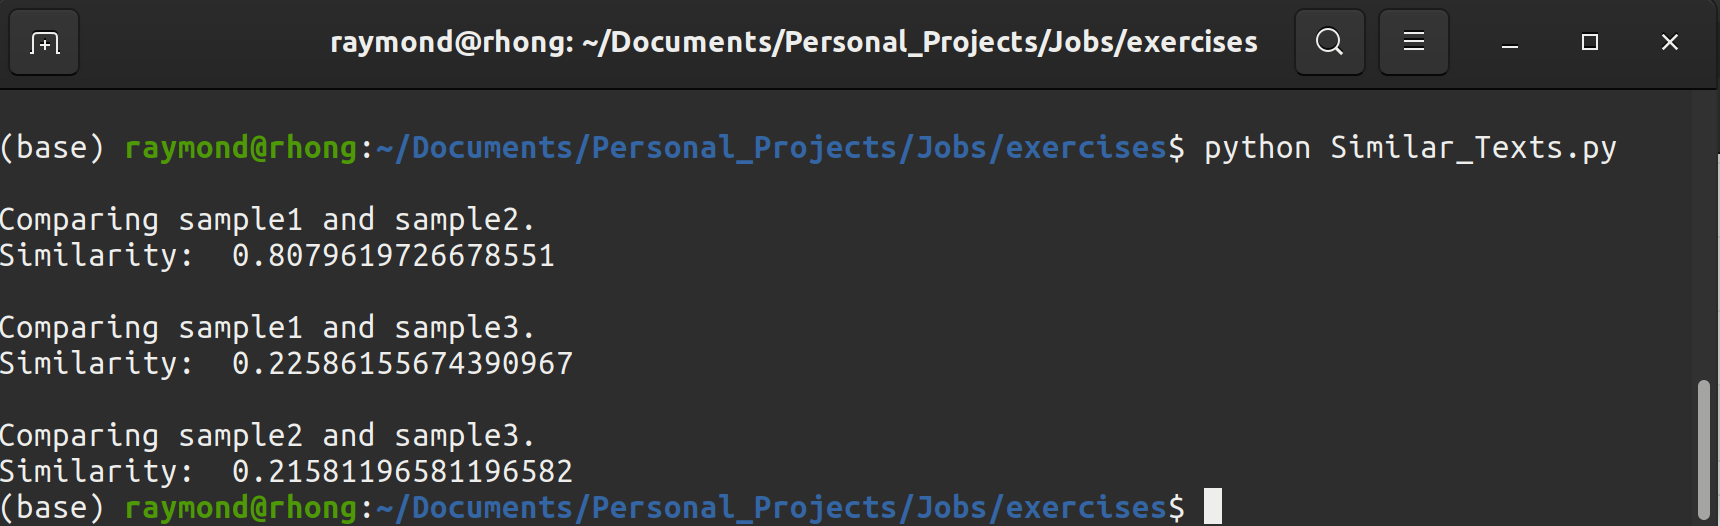 raymond@rhong: ~/Documents/Personal_Projects/Jobs/exercises
(base) raymond@rhong:~/Documents/Personal_Projects/Jobs/exercises$ python Similar_Texts.py
Comparing sample1 and sample2.
Similarity:  0.8079619726678551
Comparing sample1 and sample3.
Similarity:  0.22586155674390967
Comparing sample2 and sample3.
Similarity:  0.21581196581196582
(base) raymond@rhong:~/Documents/Personal_Projects/Jobs/exercises$